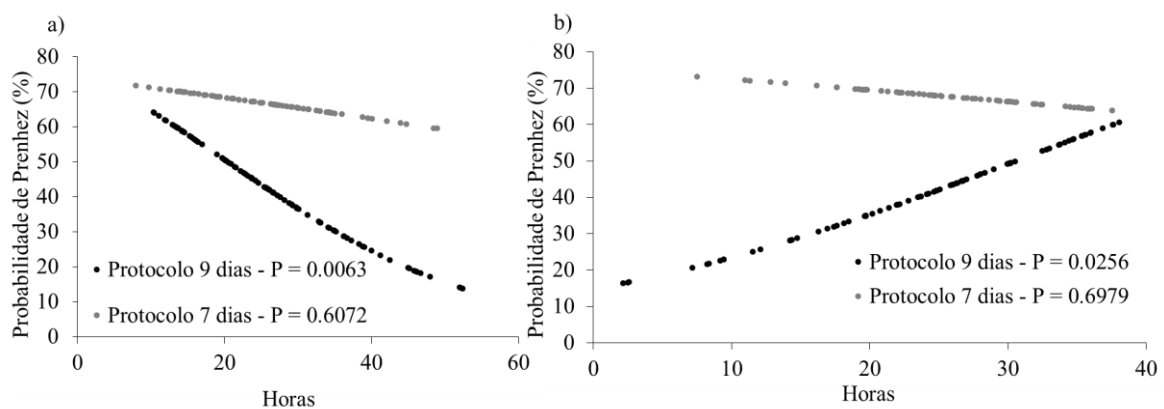 a)
Probabilidade de Prenhez (%)
80
70
60
50
40
30
20
10
0
Protocolo 9 dias - P = 0.0063
Protocolo 7 dias - P = 0.6072
0
20
40
60
Horas
b)
Probabilidade de Prenhez (%)
80
70
60
50
40
30
20
10
0
Protocolo 9 dias - P = 0.0256
Protocolo 7 dias - P = 0.6979
0
10
20
30
40
Horas